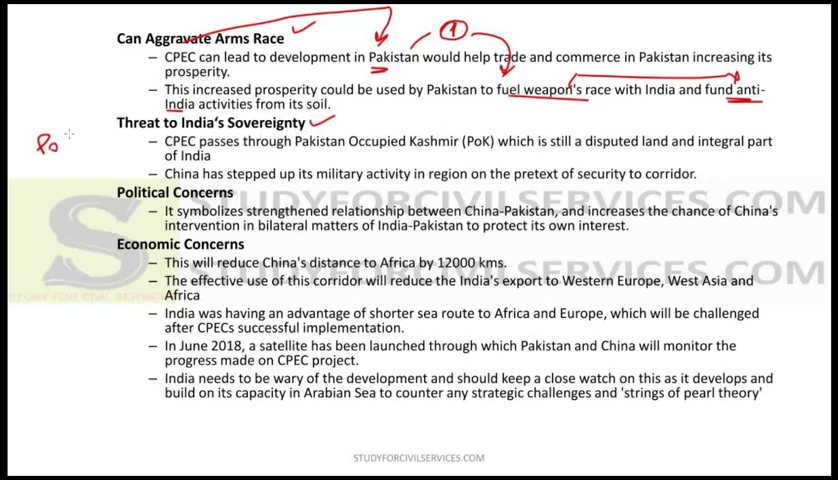 Can Aggravate Arms Race
1
– CPEC can lead to development in Pakistan would help trade and commerce in Pakistan increasing its
prosperity.
– This increased prosperity could be used by Pakistan to fuel weapon's race with India and fund anti-
India activities from its soil.
Threat to India's Sovereignty
Po
– CPEC passes through Pakistan Occupied Kashmir (PoK) which is still a disputed land and integral part
of India
– China has stepped up its military activity in region on the pretext of security to corridor.
Political Concerns
STUDYFORCIVILSERVICES.COM
– It symbolizes strengthened relationship between China-Pakistan, and increases the chance of China's
intervention in bilateral matters of India-Pakistan to protect its own interest.
Economic Concerns
– This will reduce China's distance to Africa by 12000 kms.
STUDYFORCIVILSERVICES.COM
– The effective use of this corridor will reduce the India's export to Western Europe, West Asia and
Africa
STUDY FOR CIVIL SERVICES
– India was having an advantage of shorter sea route to Africa and Europe, which will be challenged
after CPECs successful implementation.
– In June 2018, a satellite has been launched through which Pakistan and China will monitor the
progress made on CPEC project.
– India needs to be wary of the development and should keep a close watch on this as it develops and
build on its capacity in Arabian Sea to counter any strategic challenges and 'strings of pearl theory'
STUDYFORCIVILSERVICES.COM